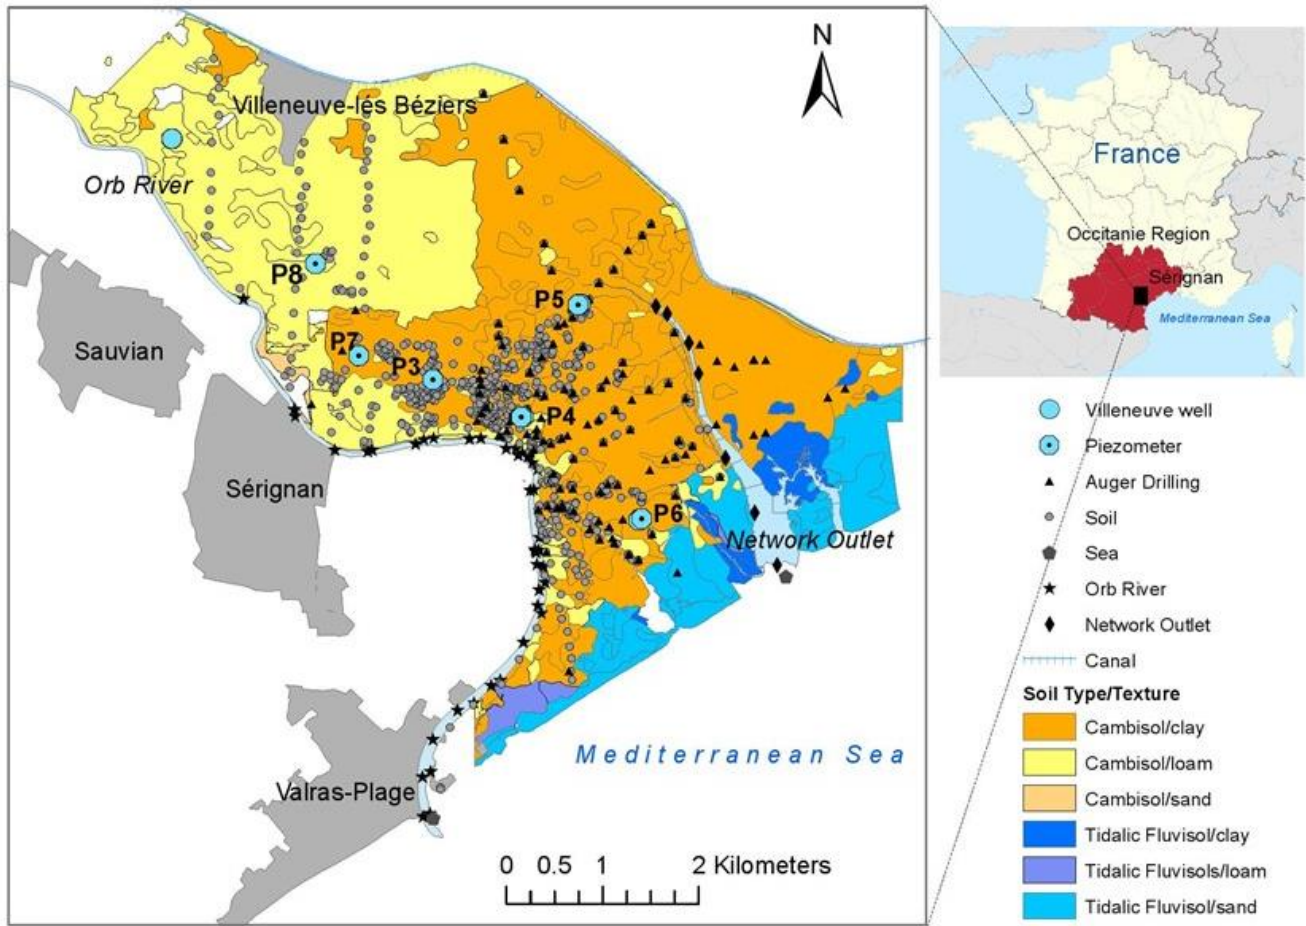 Villeneuve-lés Béziers
N
Orb River
P8
P5
Sauvian
P7
P3
P4
Sérignan
P6
Network Outlet
Mediterranean Sea
Valras-Plage
0 0.5 1 2 Kilometers
France
Occitanie Region
Sérignan
Mediterranean Sea
Villeneuve well
Piezometer
Auger Drilling
Soil
Sea
Orb River
Network Outlet
Canal
Soil Type/Texture
Cambisol/clay
Cambisol/loam
Cambisol/sand
Tidalic Fluvisol/clay
Tidalic Fluvisols/loam
Tidalic Fluvisol/sand